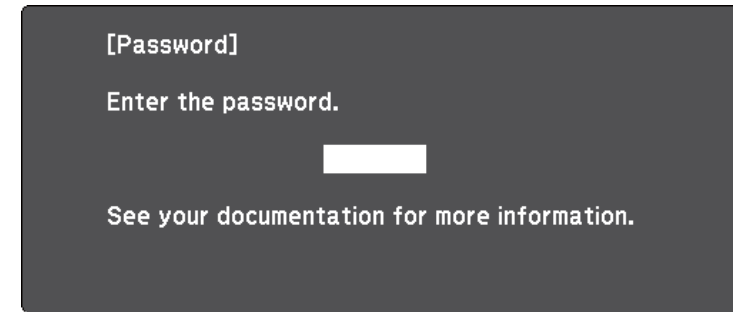 [Password]
Enter the password.
See your documentation for more information.